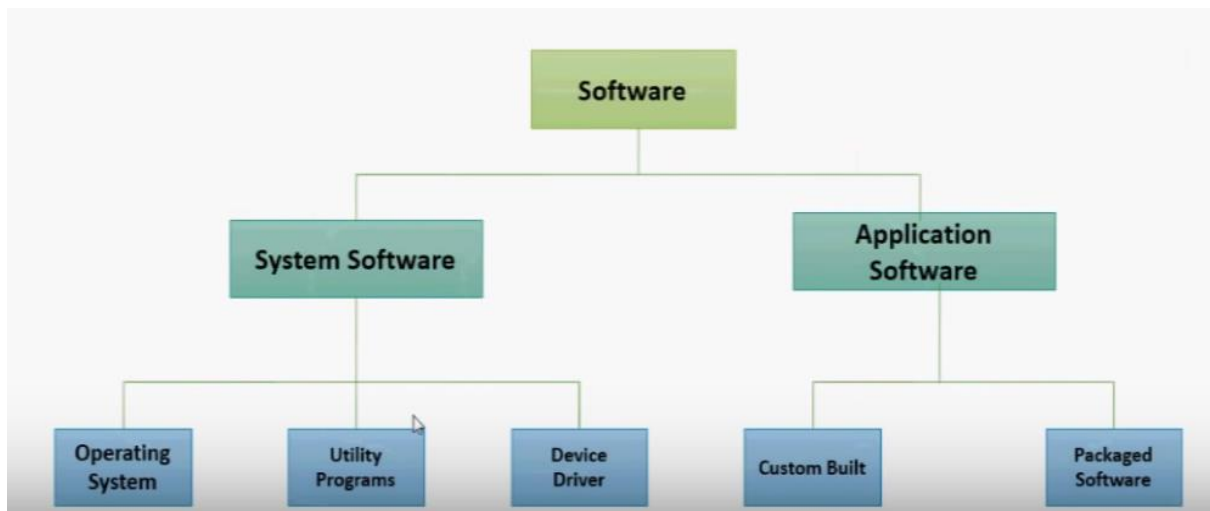 Software
System Software
Application
Software
Operating
System
Utility
Programs
Device
Driver
Custom Built
Packaged
Software